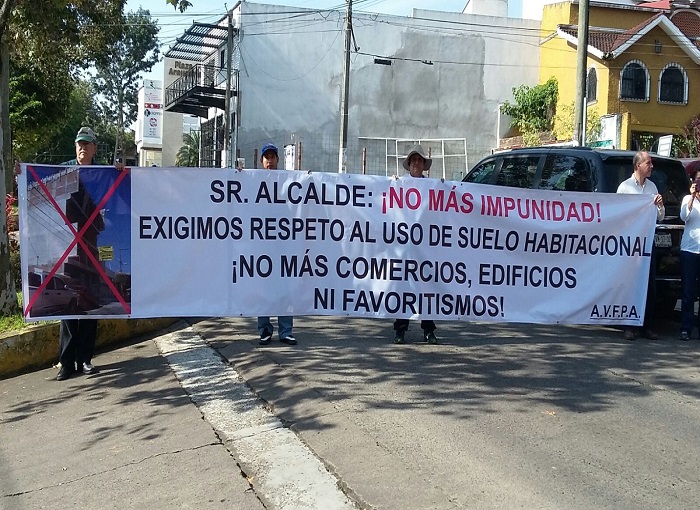 SR. ALCALDE: ¡NO MÁS IMPUNIDAD!
EXIGIMOS RESPETO AL USO DE SUELO HABITACIONAL
¡NO MÁS COMERCIOS, EDIFICIOS
NI FAVORITISMOS!
A.V.F.P.A.